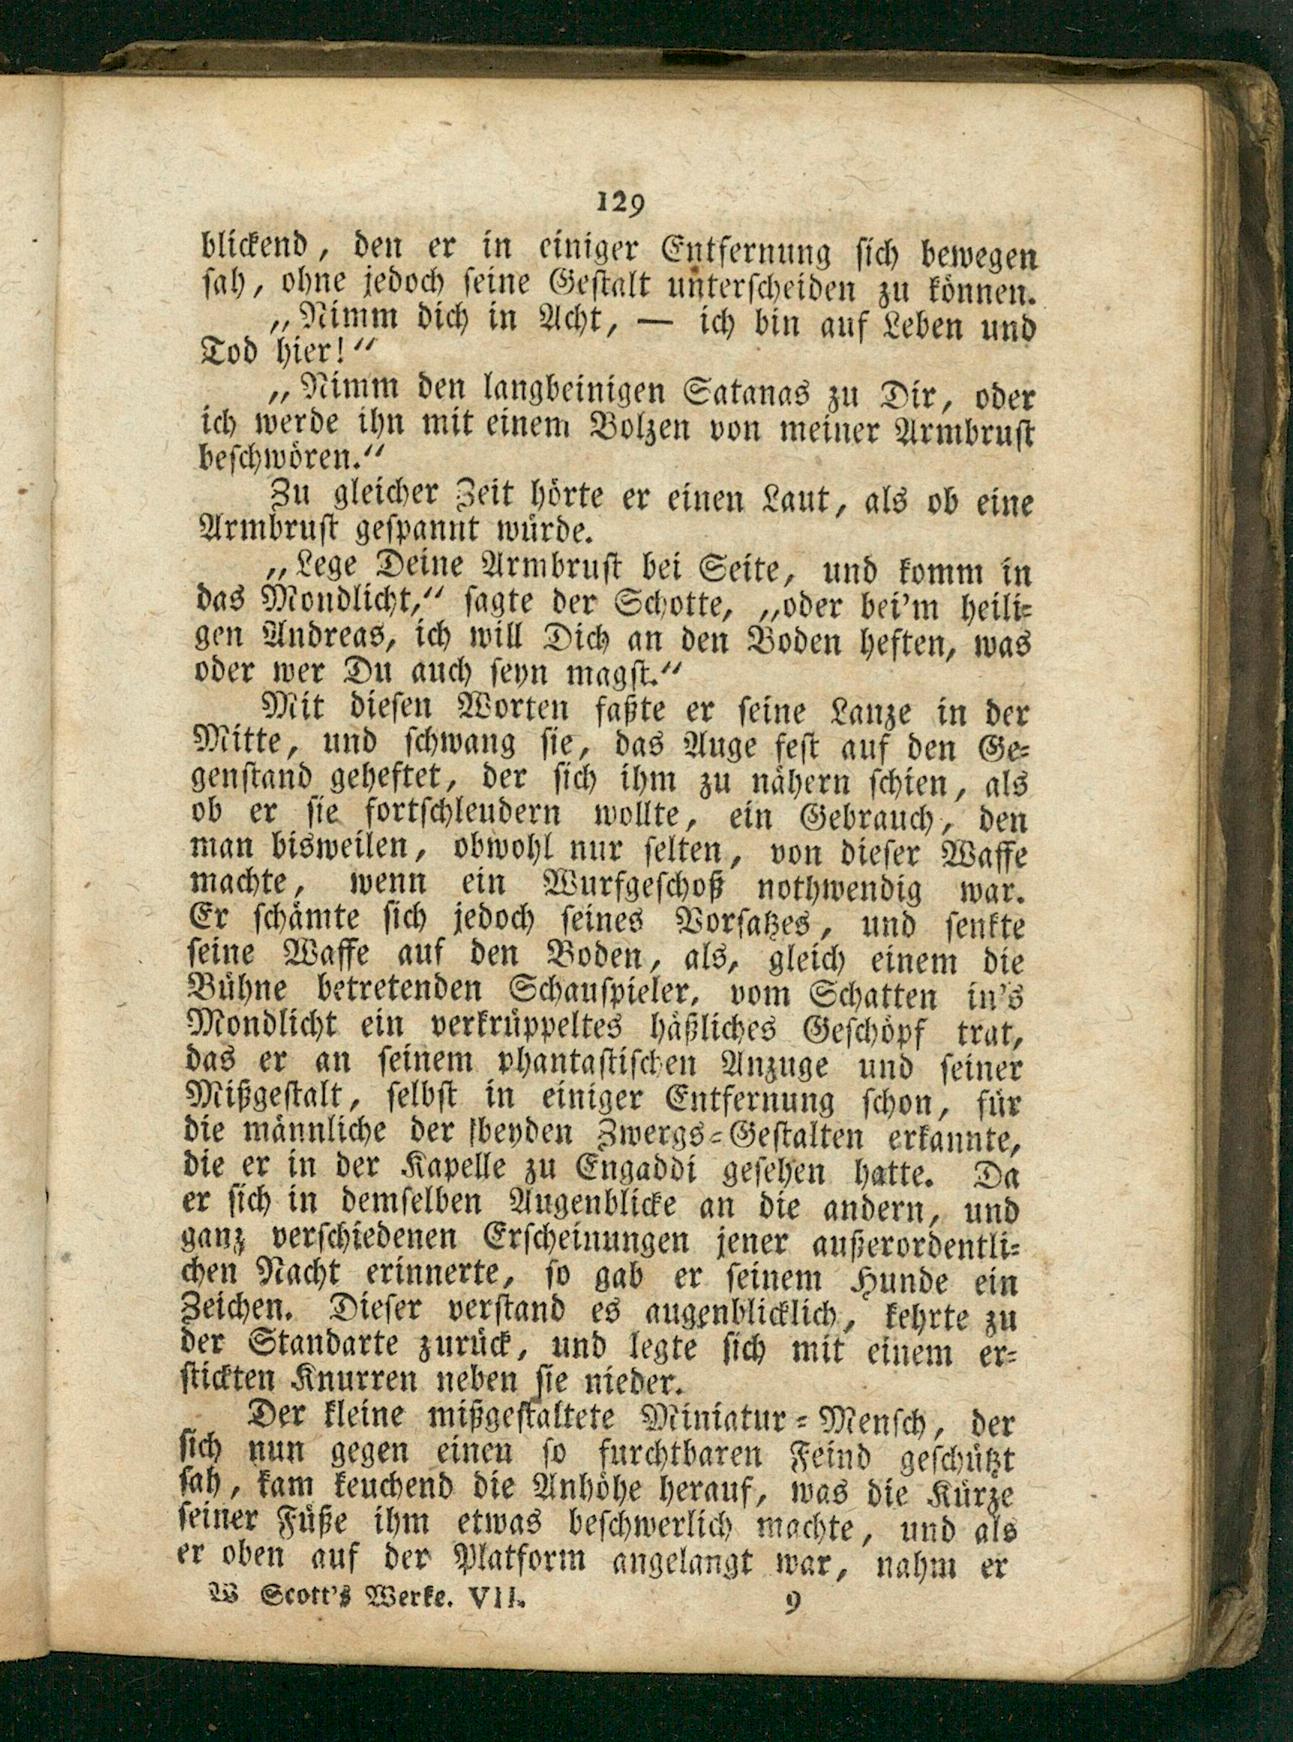 129
blickend, den er in einiger Entfernung sich bewegen
sah, ohne jedoch seine Gestalt unterscheiden zu können.
„Nimm dich in Acht, — ich bin auf Leben und
Tod hier!“
„Nimm den langbeinigen Satanas zu Dir, oder
ich werde ihn mit einem Bolzen von meiner Armbrust
beschwören.“
Zu gleicher Zeit hörte er einen Laut, als ob eine
Armbrust gespannt würde.
„Lege Deine Armbrust bei Seite, und komm in
das Mondlicht,“ sagte der Schotte, „oder bei'm heili-
gen Andreas, ich will Dich an den Boden heften, was
oder wer Du auch seyn magst.“
Mit diesen Worten faßte er seine Lanze in der
Mitte, und schwang sie, das Auge fest auf den Ge-
genstand geheftet, der sich ihm zu nähern schien, als
ob er sie fortschleudern wollte, ein Gebrauch, den
man bisweilen, obwohl nur selten, von dieser Waffe
machte, wenn ein Wurfgeschoß nothwendig war.
Er schämte sich jedoch seines Vorsatzes, und senkte
seine Waffe auf den Boden, als, gleich einem die
Bühne betretenden Schauspieler, vom Schatten in's
Mondlicht ein verkrüppeltes häßliches Geschöpf trat,
das er an seinem phantastischen Anzuge und seiner
Mißgestalt, selbst in einiger Entfernung schon, für
die männliche der beyden Zwergs-Gestalten erkannte,
die er in der Kapelle zu Engaddi gesehen hatte. Da
er sich in demselben Augenblicke an die andern, und
ganz verschiedenen Erscheinungen jener außerordentli-
chen Nacht erinnerte, so gab er seinem Hunde ein
Zeichen. Dieser verstand es augenblicklich, kehrte zu
der Standarte zurück, und legte sich mit einem er-
stickten Knurren neben sie nieder.
Der kleine mißgestaltete Miniatur-Mensch, der
sich nun gegen einen so furchtbaren Feind geschützt
sah, kam keuchend die Anhöhe herauf, was die Kürze
seiner Füße ihm etwas beschwerlich machte, und als
er oben auf der Platform angelangt war, nahm er
W Scott's Werke. VII. 9